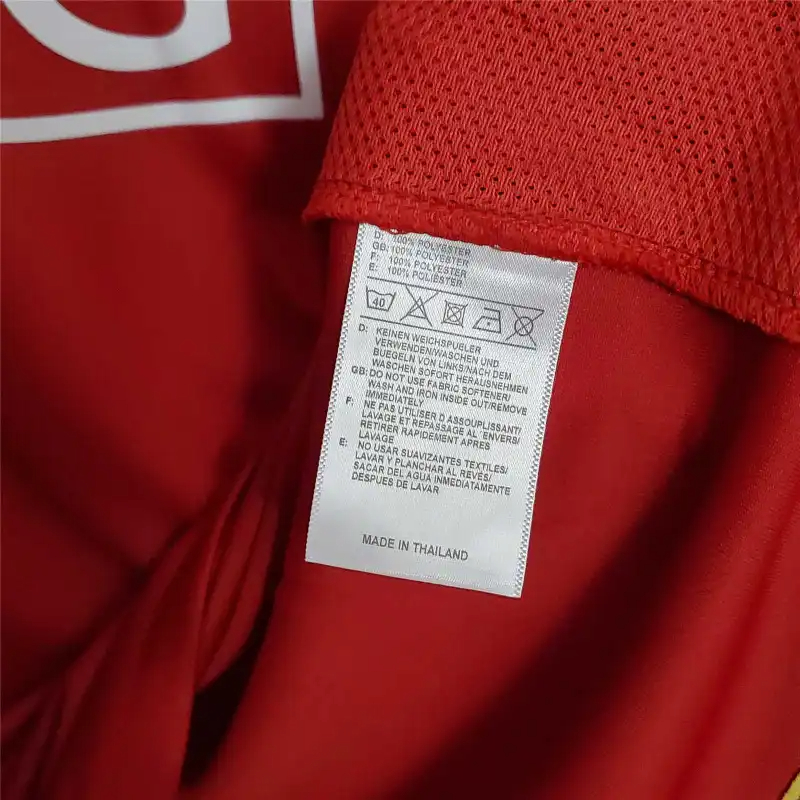 G
D: 100% POLYESTER
GB: 100% POLYESTER
F: 100% POLYESTER
E: 100% POLIÉSTER
40
D: KEINEN WEICHSPUELER
VERWENDEN/WASCHEN UND
BUEGELN VON LINKS/NACH DEM
WASCHEN SOFORT HERAUSNEHMEN
GB: DO NOT USE FABRIC SOFTENER/
WASH AND IRON INSIDE OUT/REMOVE
IMMEDIATELY
F: NE PAS UTILISER D ASSOUPLISSANT/
LAVAGE ET REPASSAGE AL´ENVERS/
RETIRER RAPIDEMENT APRES
LAVAGE
E: NO USAR SUAVIZANTES TEXTILES/
LAVAR Y PLANCHAR AL REVÉS/
SACAR DEL AGUA INMEDIATAMENTE
DESPUES DE LAVAR
MADE IN THAILAND